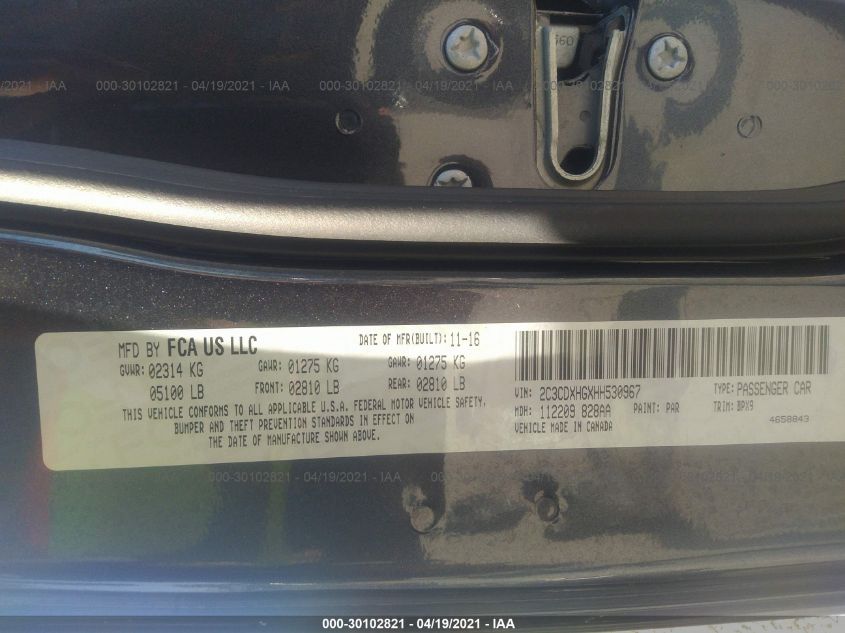 560
000-30102821 - 04/19/2021 - IAA
MFD BY FCA US LLC
DATE OF MFR(BUILT): 11-16
GVWR: 02314 KG
GAWR: 01275 KG
GAWR: 01275 KG
05100 LB
FRONT: 02810 LB
REAR: 02810 LB
THIS VEHICLE CONFORMS TO ALL APPLICABLE U.S.A. FEDERAL MOTOR VEHICLE SAFETY,
BUMPER AND THEFT PREVENTION STANDARDS IN EFFECT ON
THE DATE OF MANUFACTURE SHOWN ABOVE.
VIN: 2C3CDXHGXHH530967
TYPE: PASSENGER CAR
MDH: 112209 828AA
PAINT: PAR
TRIM: BPX9
VEHICLE MADE IN CANADA
4658843
000-30102821 - 04/19/2021 - IAA
000-30102821 - 04/19/2021 - IAA